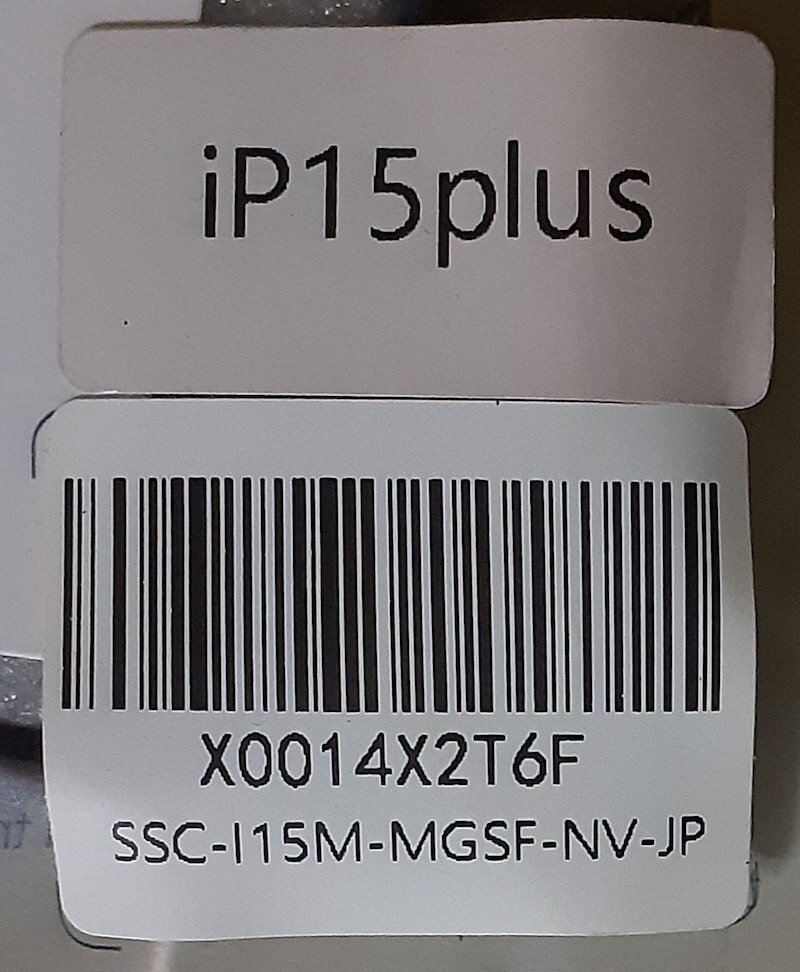 iP15plus
X0014X2T6F
SSC-I15M-MGSF-NV-JP